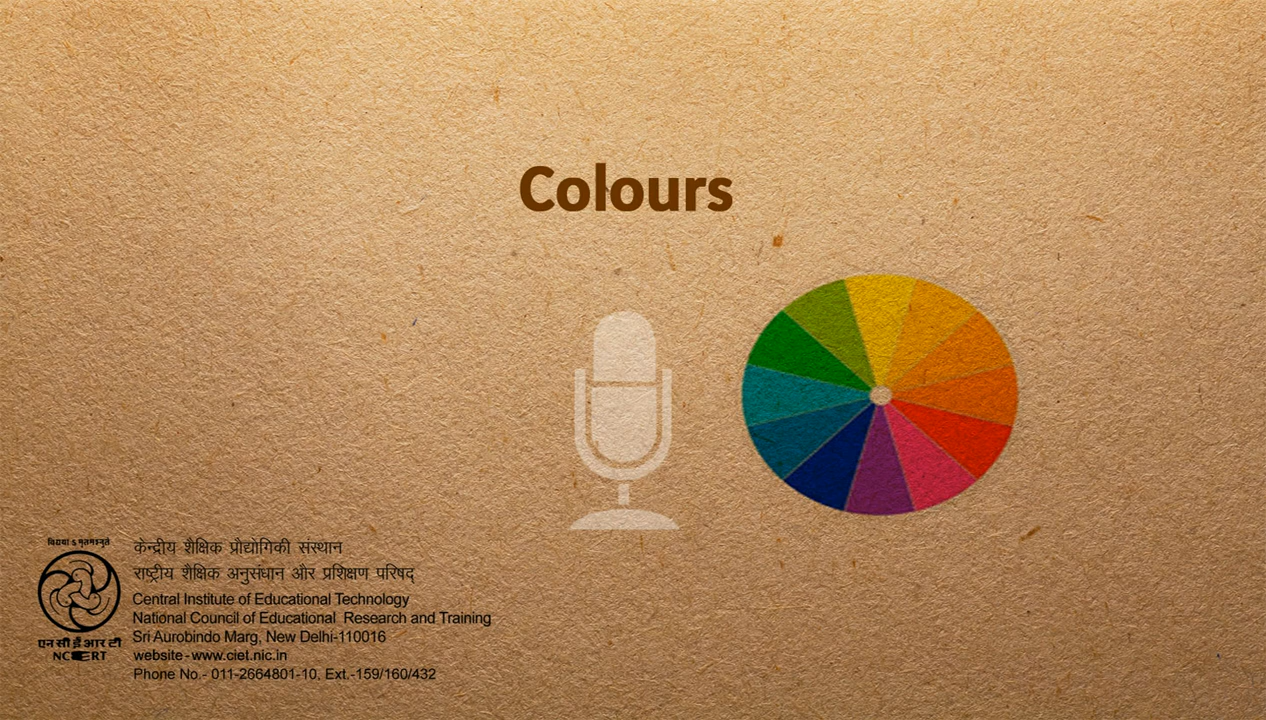 Colours
विद्यया ऽ मृतमश्नुते
एन सी ई आर टी
NCERT
केन्द्रीय शैक्षिक प्रौद्योगिकी संस्थान
राष्ट्रीय शैक्षिक अनुसंधान और प्रशिक्षण परिषद्
Central Institute of Educational Technology
National Council of Educational Research and Training
Sri Aurobindo Marg, New Delhi-110016
website - www.ciet.nic.in
Phone No.- 011-2664801-10, Ext.-159/160/432